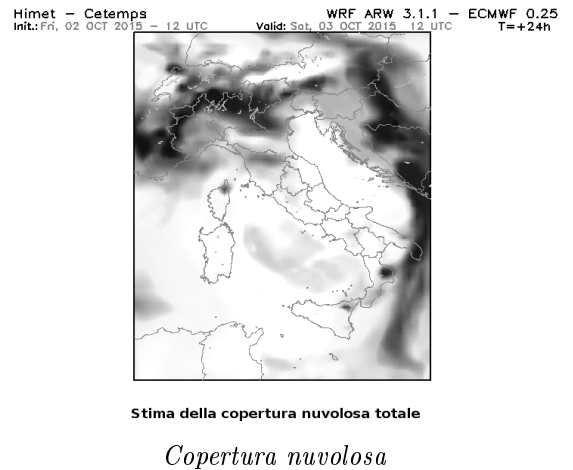 Himet – Cetemps WRF ARW 3.1.1 – ECMWF 0.25
Init.: Fri, 02 OCT 2015 – 12 UTC Valid: Sat, 03 OCT 2015 12 UTC T=+24h
Stima della copertura nuvolosa totale
Copertura nuvolosa